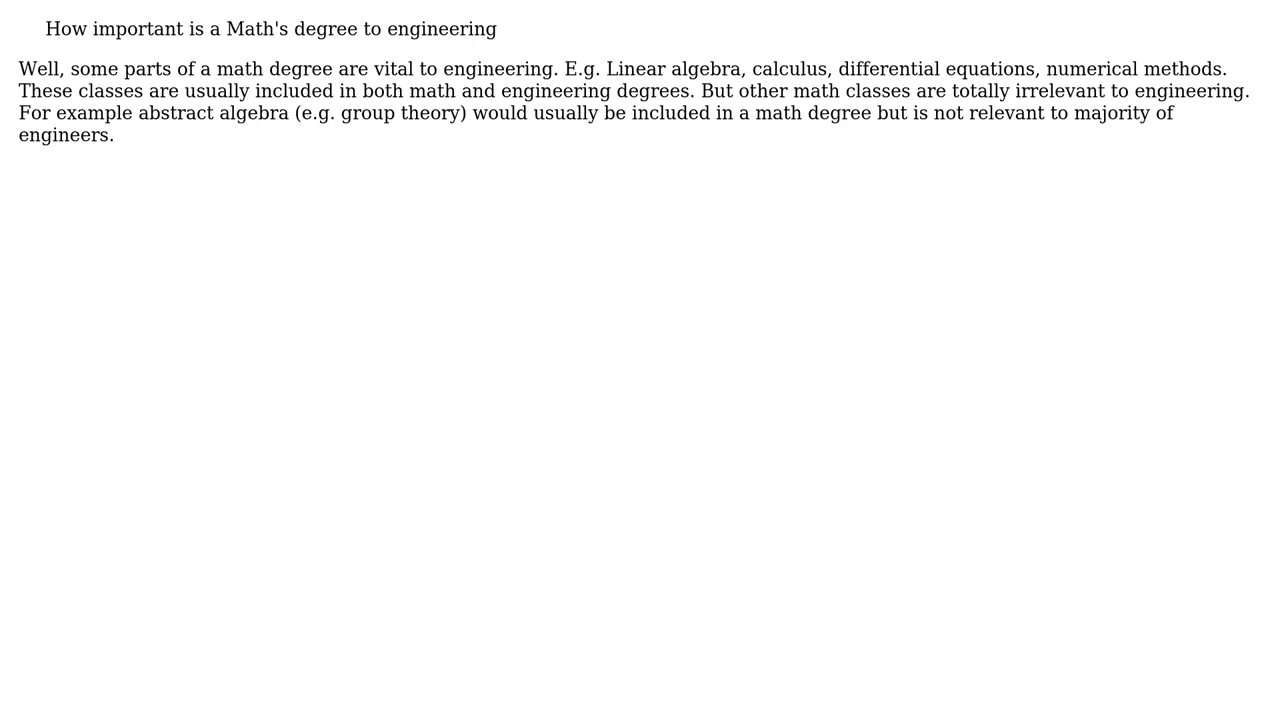 How important is a Math's degree to engineering
Well, some parts of a math degree are vital to engineering. E.g. Linear algebra, calculus, differential equations, numerical methods.
These classes are usually included in both math and engineering degrees. But other math classes are totally irrelevant to engineering.
For example abstract algebra (e.g. group theory) would usually be included in a math degree but is not relevant to majority of
engineers.